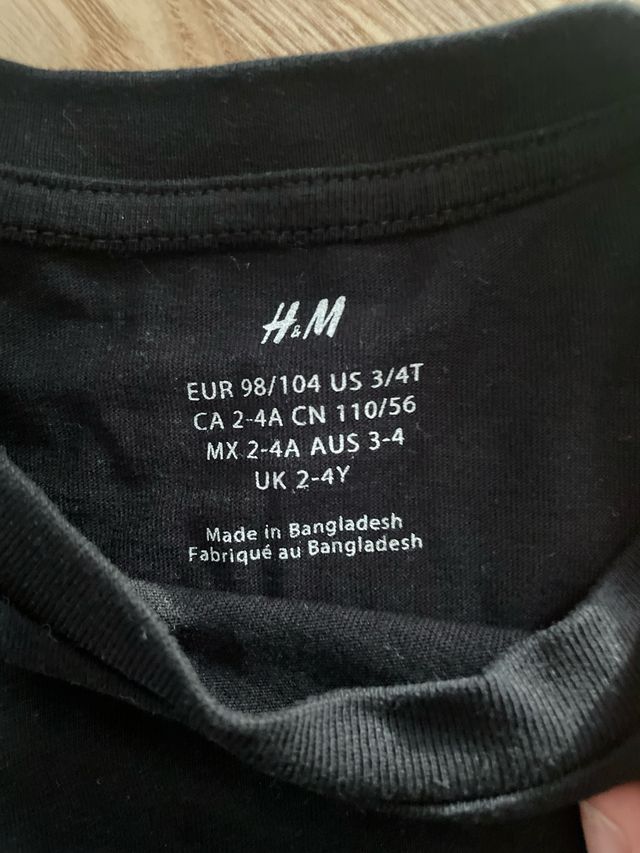 H&M
EUR 98/104 US 3/4T
CA 2-4A CN 110/56
MX 2-4A AUS 3-4
UK 2-4Y
Made in Bangladesh
Fabriqué au Bangladesh